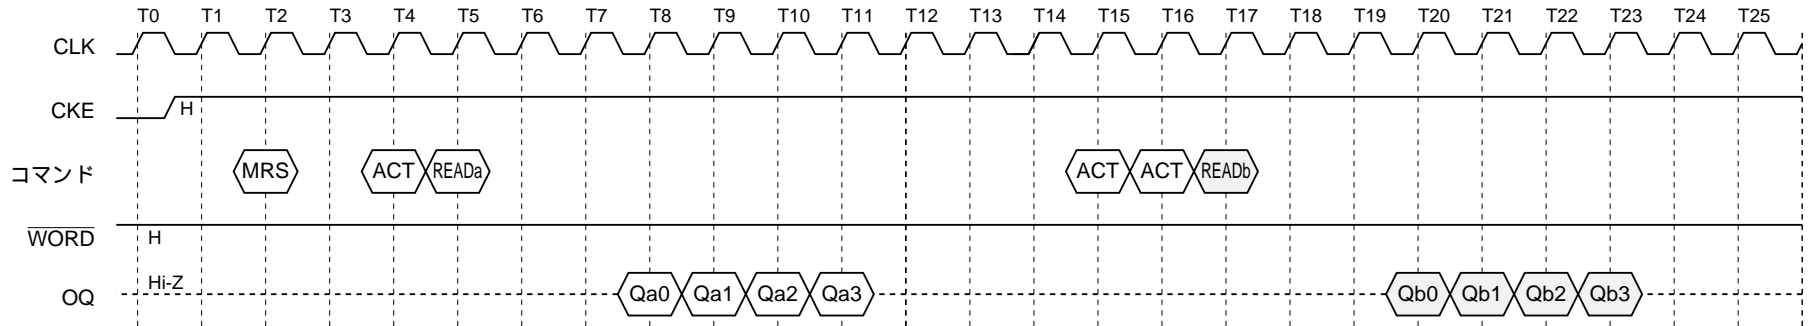 T0 T1 T2 T3 T4 T5 T6 T7 T8 T9 T10 T11 T12 T13 T14 T15 T16 T17 T18 T19 T20 T21 T22 T23 T24 T25
CLK
CKE H
コマンド MRS ACT READa ACT ACT READb
WORD H
OQ Hi-Z Qa0 Qa1 Qa2 Qa3 Qb0 Qb1 Qb2 Qb3